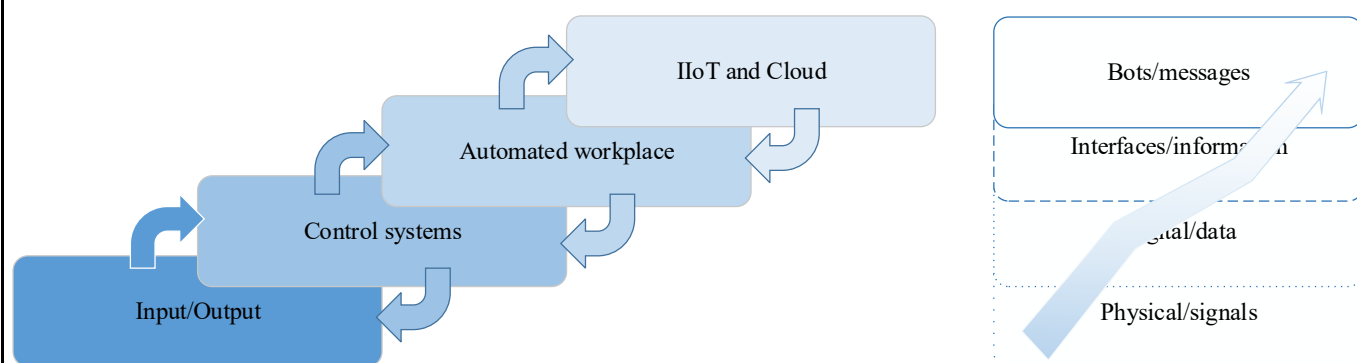 IIoT and Cloud
Automated workplace
Control systems
Input/Output
Bots/messages
Physical/signals